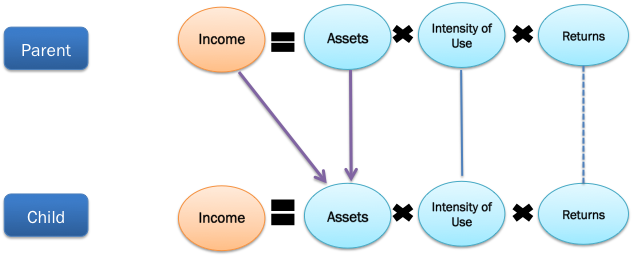 Parent
Income = Assets ✖ Intensity of
Use ✖ Returns
Child
Income = Assets ✖ Intensity of
Use ✖ Returns